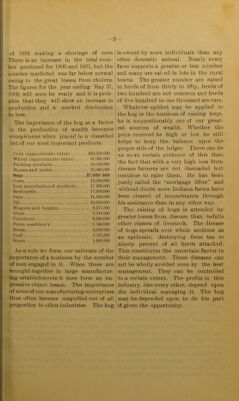 —2—
of 1896 making a shortage of corn
There is an increase in the total num-
ber produced for 1896 and 1897, but the
number marketed was far below normal
owing to the great losses from cholera.
The figures for the year ending May 31,
1898, will soon be ready and it is prob-
able that they will show an increase in
production and a marked diminution
in loss.
The importance of the hog as a factor
in the production of wealth becomes
conspicuous when placed in a classified
list of our most important products.
Corn (approximate value)
Wheat (approximate value)
Packing products
Horses and mules
Hogs
Hay
Iron manufactured products
Beef cattle
Oats
Oil
Wagons and buggies
Glass
Furniture
Farm machinery
Sheep
Coal
Stone
As a rule we form our estimate of the
importance of a business by the number
of men engaged in it. When these are
brought together in large manufactur-
ing establishments it does form an im-
pressive object lesson. The importance
of some of our manufacturing enterprises
thus often become magnified out of all
proportion to other industries. The hog
is owned by more individuals than any
other domestic animal. Nearly every
farm supports a greater or less number
and many are raised in lots in the rural
towns. The greater number are raised
in herds of from thirty to fifty, herds of
two hundred are not common and herds
of five hundred to one thousand are rare.
Whatever epithet may be applied to
the hog or the business of raising hogs,
he is unquestionably one of our great-
est sources of wealth. Whether the
price received be high or low he still
helps to keep the balance upon the
proper side of the ledger. There can be
no more certain evidence of this than
the fact that with a very high loss from
disease farmers are not dismayed but
continue to raise them. He has been
justly called the "mortgage lifter" and
without doubt more Indiana farms have
been cleared of incumbrance through
his assistance than in any other way.
The raising of hogs is attended by
greater losses from disease than befalls
other classes of livestock. The disease
of hogs spreads over whole sections as
an epidemic, destroying from ten to
ninety percent of all herds attacked.
This constitutes the uncertain factor in
their management. These diseases can
not be wholly avoided even by the best
management. They can be controlled
to a certain extent. The profits in this
industry, like every other, depend upon
the individual managing it. The hog
may be depended upon to do his part
if given the opportunity.